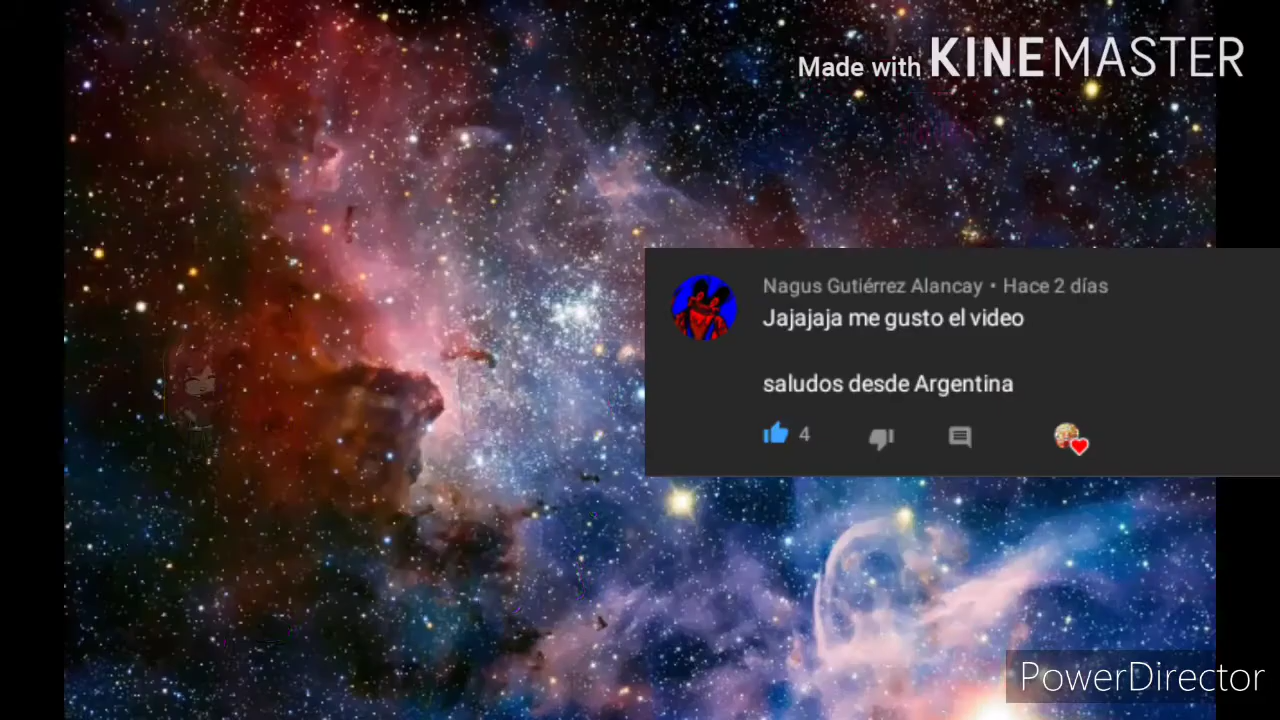 Made with KINEMASTER
Nagus Gutiérrez Alancay • Hace 2 días
Jajajaja me gusto el video
saludos desde Argentina
4
PowerDirector